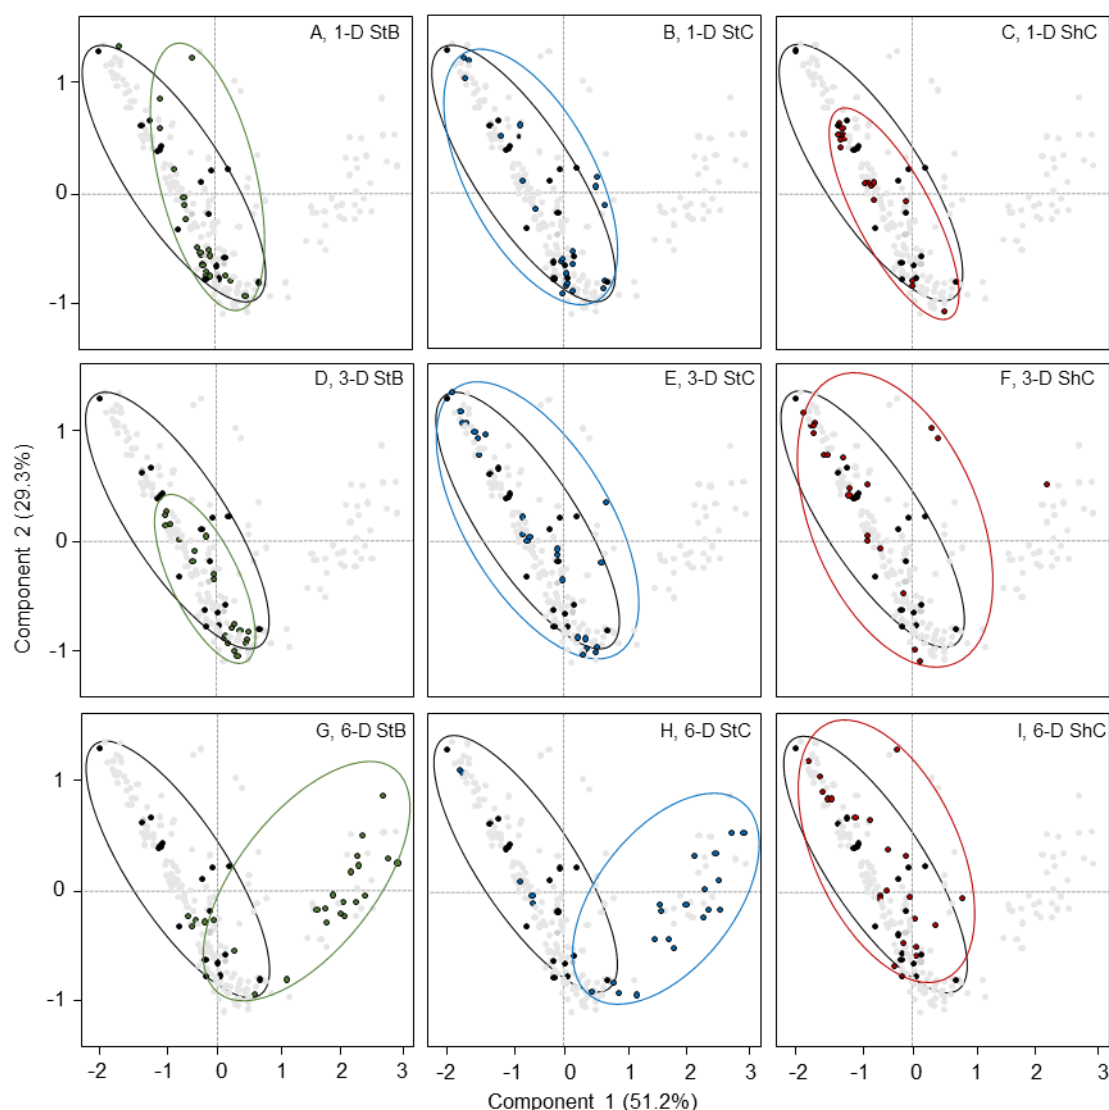 A, 1-D StB
B, 1-D StC
C, 1-D ShC
1
0
-1
D, 3-D StB
E, 3-D StC
F, 3-D ShC
1
0
-1
Component 2 (29.3%)
G, 6-D StB
H, 6-D StC
I, 6-D ShC
1
0
-1
-2 -1 0 1 2 3
-2 -1 0 1 2 3
-2 -1 0 1 2 3
Component 1 (51.2%)